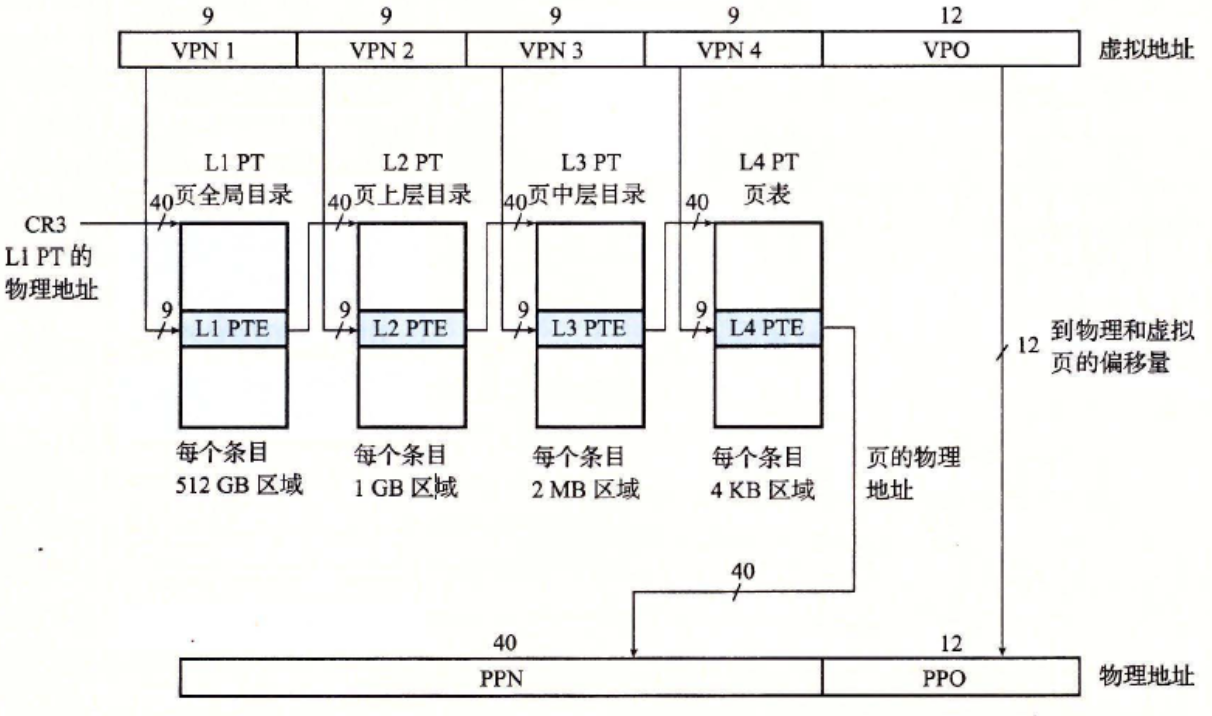 9 9 9 9 12
VPN 1 VPN 2 VPN 3 VPN 4 VPO 虚拟地址
L1 PT L2 PT L3 PT L4 PT
页全局目录 页上层目录 页中层目录 页表
40 40 40 40
CR3
L1 PT 的
物理地址
9 9 9 9
L1 PTE L2 PTE L3 PTE L4 PTE
12 到物理和虚拟
页的偏移量
每个条目 每个条目 每个条目 每个条目 页的物理
512 GB 区域 1 GB 区域 2 MB 区域 4 KB 区域 地址
40
40 12
PPN PPO 物理地址